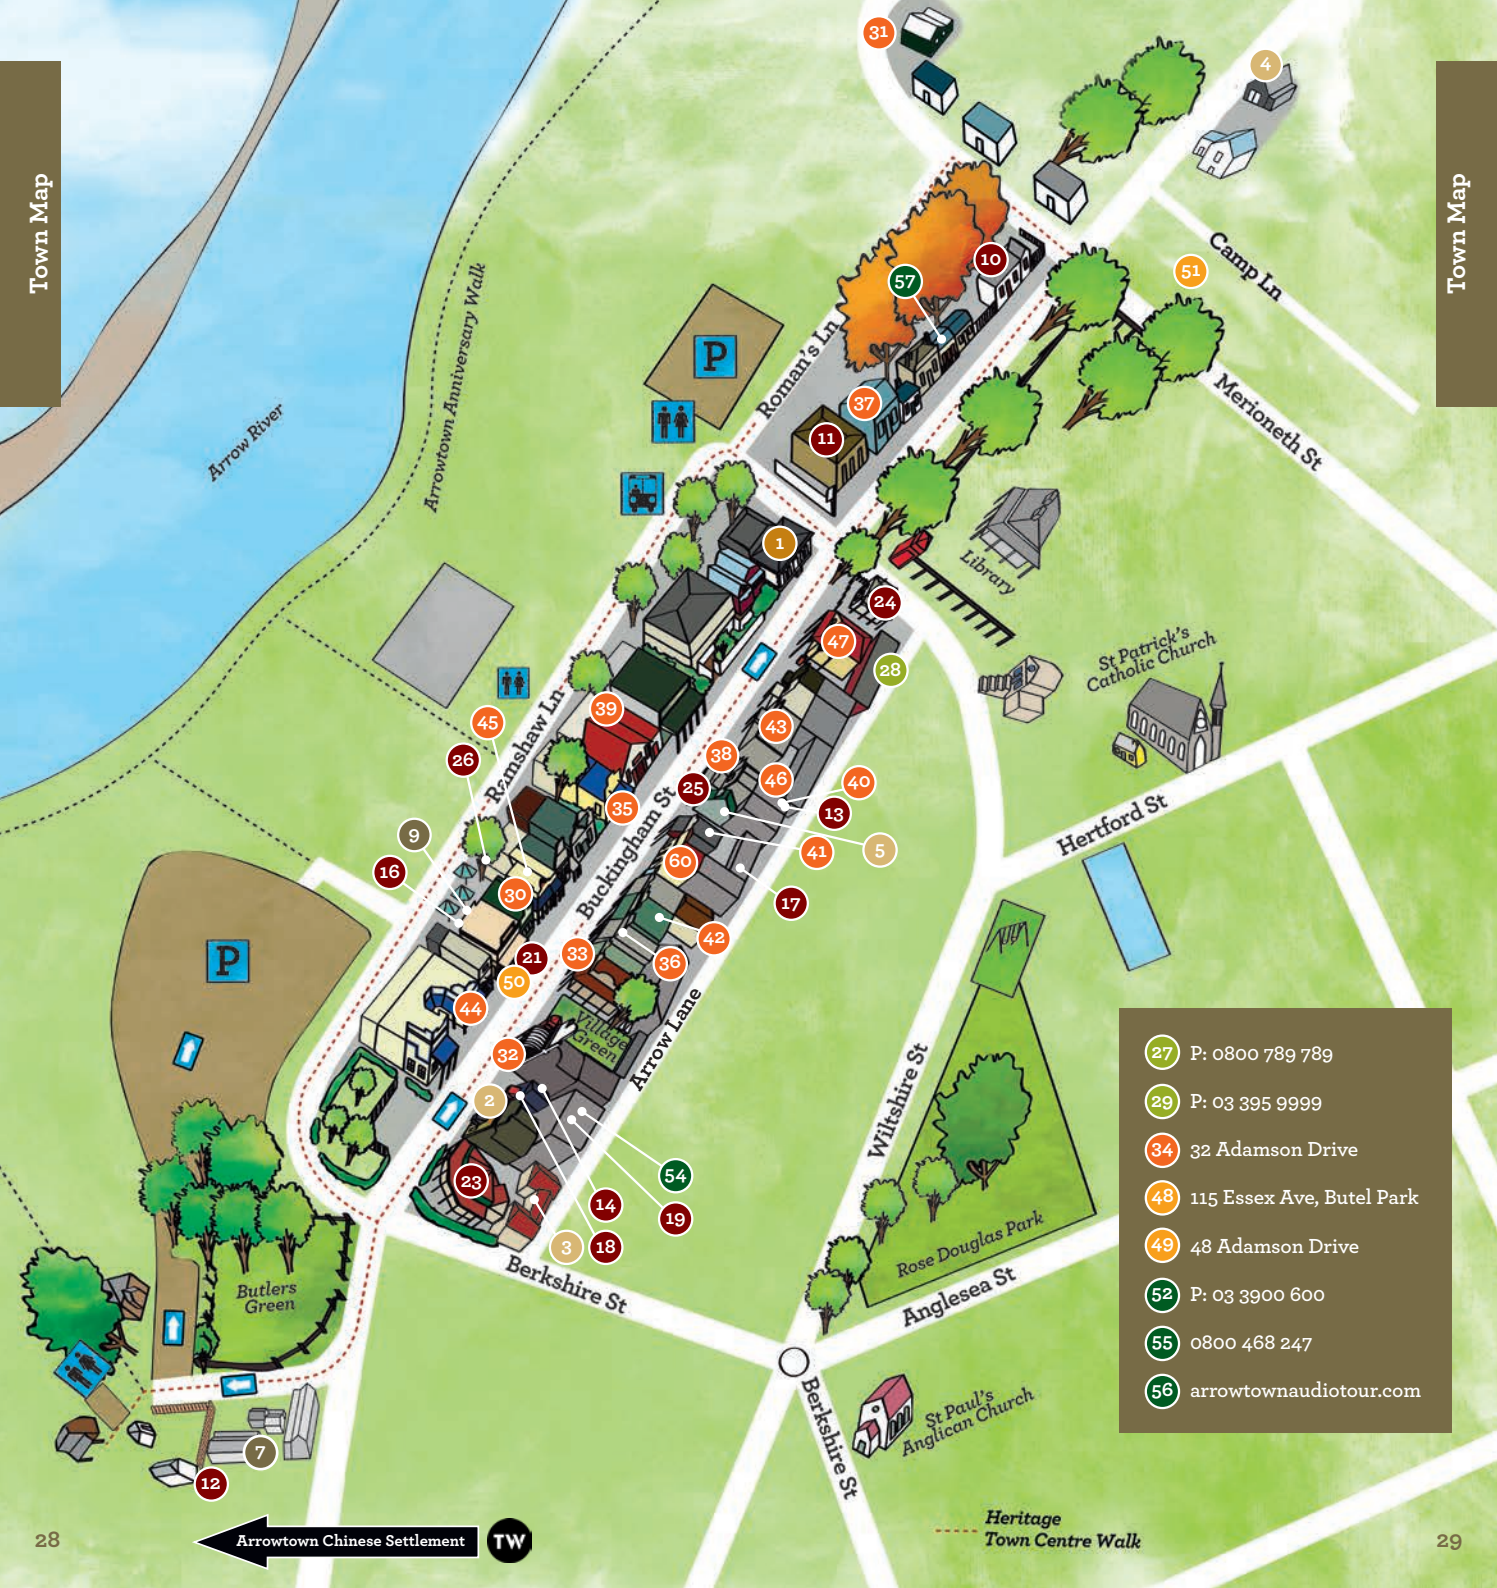 Town Map
Town Map
31
4
Camp Ln
51
10
57
Roman's Ln
P
Merioneth St
37
11
Arrowtown Anniversary Walk
Arrow River
1
Library
24
47
28
St Patrick's
Catholic Church
39
45
43
26
Ramshaw Ln
38
46
40
25
13
35
Hertford St
9
41
5
16
60
30
17
Buckingham St
42
21
33
36
P
50
44
Village
Green
32
Arrow Lane
2
Wiltshire St
27 P: 0800 789 789
29 P: 03 395 9999
34 32 Adamson Drive
48 115 Essex Ave, Butel Park
49 48 Adamson Drive
52 P: 03 3900 600
55 0800 468 247
56 arrowtownaudiotour.com
23
54
14
19
3
18
Rose Douglas Park
Butlers
Green
Berkshire St
Anglesea St
Berkshire St
St Paul's
Anglican Church
7
12
Arrowtown Chinese Settlement
TW
Heritage
Town Centre Walk
28
29